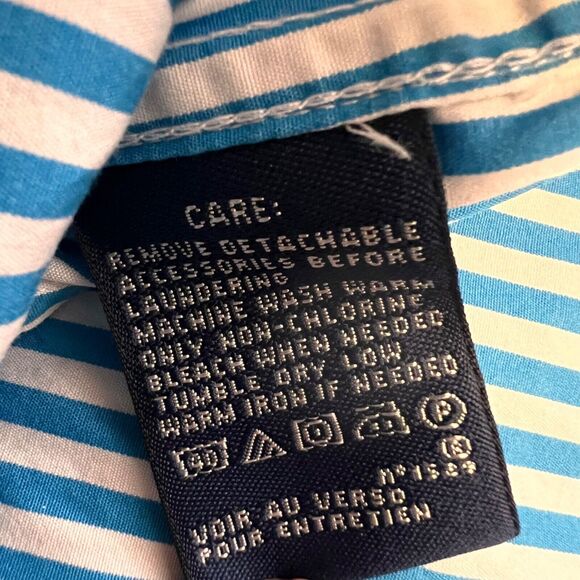 CARE:
REMOVE DETACHABLE
ACCESSORIES BEFORE
LAUNDERING
MACHINE WASH WARM
ONLY NON-CHLORINE
BLEACH WHEN NEEDED
TUMBLE DRY LOW
WARM IRON IF NEEDED
P
VOIR AU VERSO
POUR ENTRETIEN